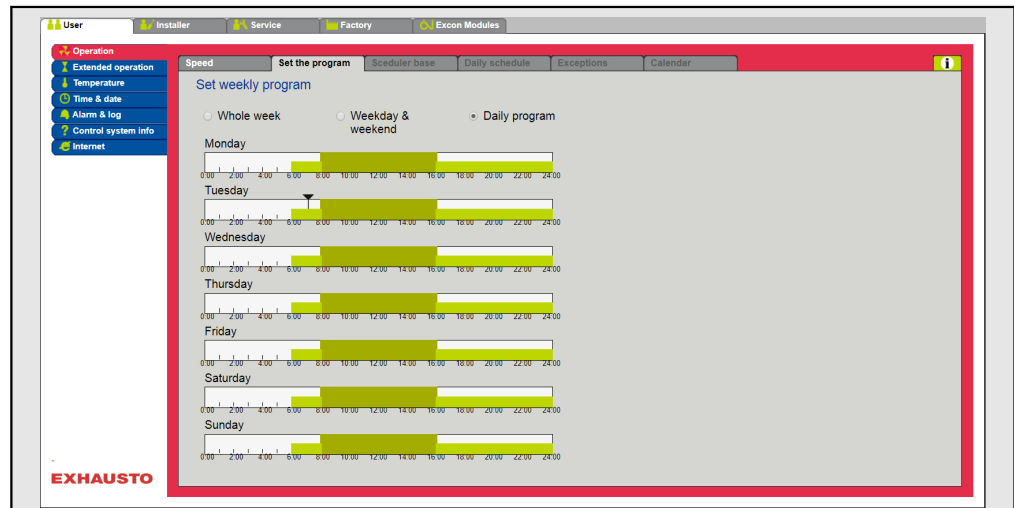 User Installer Service Factory Excon Modules
Operation
Extended operation
Temperature
Time & date
Alarm & log
Control system info
Internet
Speed Set the program Sceduler base Daily schedule Exceptions Calendar i
Set weekly program
Whole week Weekday & weekend Daily program
Monday
0:00 2:00 4:00 6:00 8:00 10:00 12:00 14:00 16:00 18:00 20:00 22:00 24:00
Tuesday
0:00 2:00 4:00 6:00 8:00 10:00 12:00 14:00 16:00 18:00 20:00 22:00 24:00
Wednesday
0:00 2:00 4:00 6:00 8:00 10:00 12:00 14:00 16:00 18:00 20:00 22:00 24:00
Thursday
0:00 2:00 4:00 6:00 8:00 10:00 12:00 14:00 16:00 18:00 20:00 22:00 24:00
Friday
0:00 2:00 4:00 6:00 8:00 10:00 12:00 14:00 16:00 18:00 20:00 22:00 24:00
Saturday
0:00 2:00 4:00 6:00 8:00 10:00 12:00 14:00 16:00 18:00 20:00 22:00 24:00
Sunday
0:00 2:00 4:00 6:00 8:00 10:00 12:00 14:00 16:00 18:00 20:00 22:00 24:00
EXHAUSTO